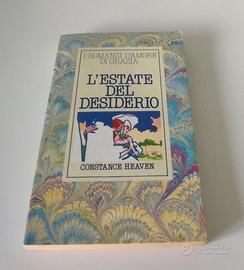 I ROMANZI D'AMORE
DI GRAZIA
L'ESTATE
DEL
DESIDERIO
CONSTANCE HEAVEN